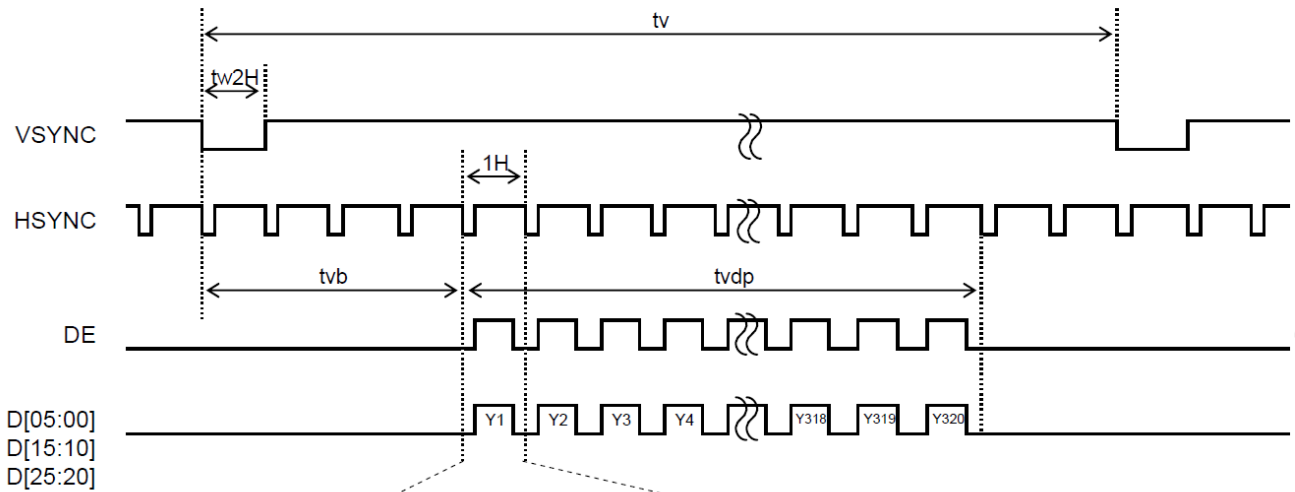 tv
tw2H
VSYNC
1H
HSYNC
tvb
tvdp
DE
Y1 Y2 Y3 Y4 Y318 Y319 Y320
D[05:00]
D[15:10]
D[25:20]